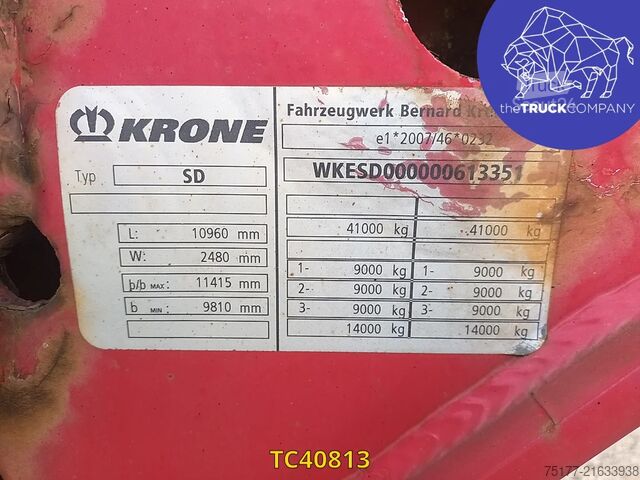 KRONE
Typ SD
L: 10960 mm
W: 2480 mm
þ/b MAX: 11415 mm
b MIN: 9810 mm
Fahrzeugwerk Bernard
e1*2007/46*0232
WKESD000000613351
41000 kg 41000 kg
1- 9000 kg 1- 9000 kg
2- 9000 kg 2- 9000 kg
3- 9000 kg 3- 9000 kg
14000 kg 14000 kg
theTRUCKCOMPANY
TC40813
75177-21633938